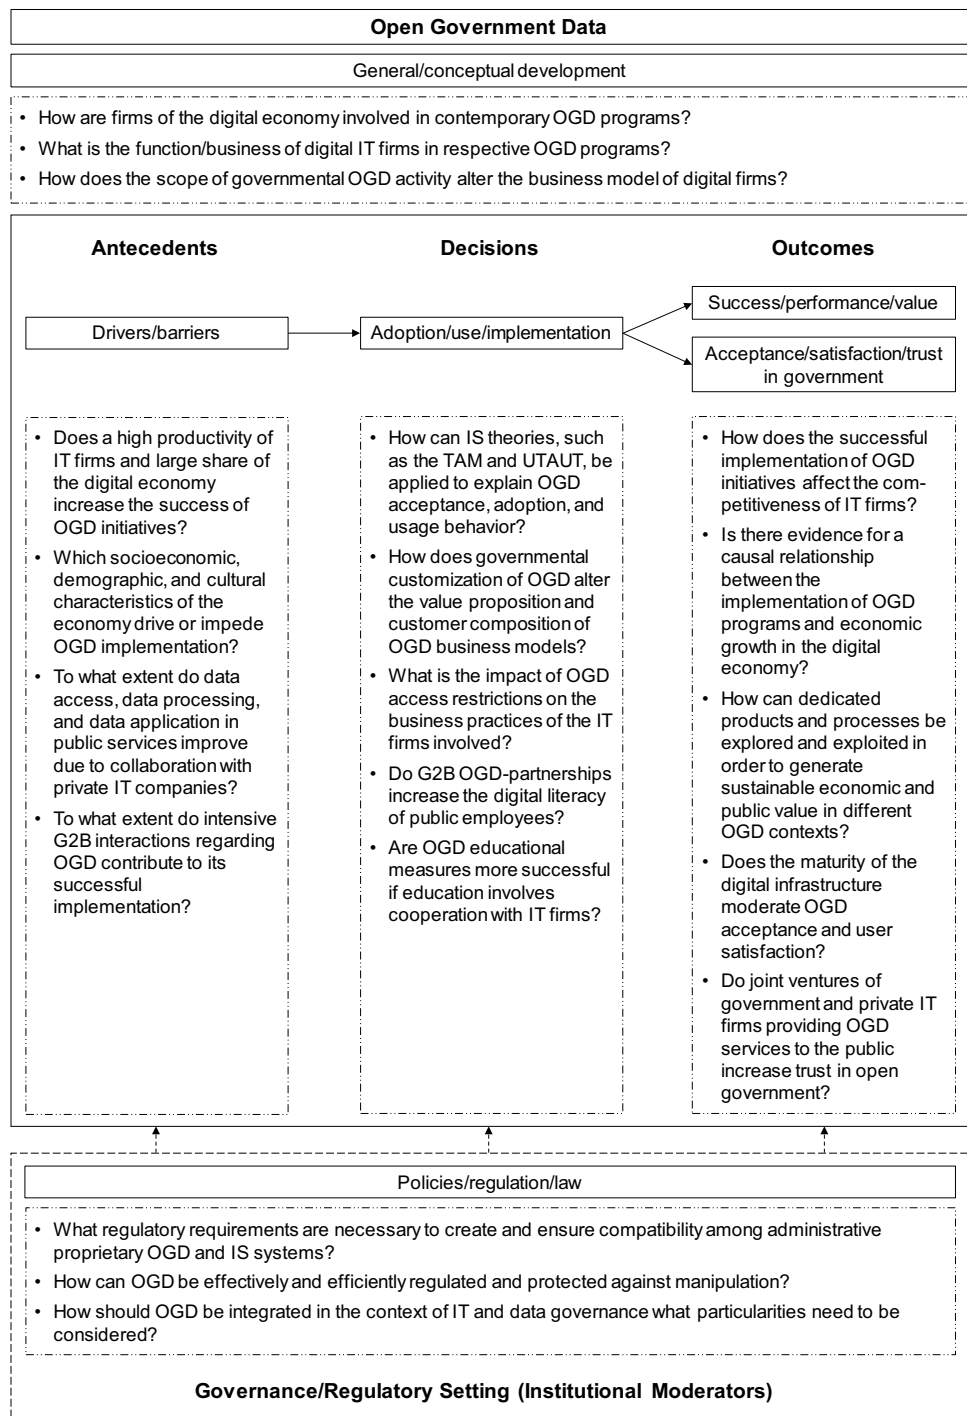 Open Government Data
General/conceptual development
• How are firms of the digital economy involved in contemporary OGD programs?
• What is the function/business of digital IT firms in respective OGD programs?
• How does the scope of governmental OGD activity alter the business model of digital firms?
Antecedents
Decisions
Outcomes
Drivers/barriers
Adoption/use/implementation
Success/performance/value
Acceptance/satisfaction/trust
in government
• Does a high productivity of
IT firms and large share of
the digital economy
increase the success of
OGD initiatives?
• Which socioeconomic,
demographic, and cultural
characteristics of the
economy drive or impede
OGD implementation?
• To what extent do data
access, data processing,
and data application in
public services improve
due to collaboration with
private IT companies?
• To what extent do intensive
G2B interactions regarding
OGD contribute to its
successful
implementation?
• How can IS theories, such
as the TAM and UTAUT, be
applied to explain OGD
acceptance, adoption, and
usage behavior?
• How does governmental
customization of OGD alter
the value proposition and
customer composition of
OGD business models?
• What is the impact of OGD
access restrictions on the
business practices of the IT
firms involved?
• Do G2B OGD-partnerships
increase the digital literacy
of public employees?
• Are OGD educational
measures more successful
if education involves
cooperation with IT firms?
• How does the successful
implementation of OGD
initiatives affect the com-
petitiveness of IT firms?
• Is there evidence for a
causal relationship
between the
implementation of OGD
programs and economic
growth in the digital
economy?
• How can dedicated
products and processes be
explored and exploited in
order to generate
sustainable economic and
public value in different
OGD contexts?
• Does the maturity of the
digital infrastructure
moderate OGD
acceptance and user
satisfaction?
• Do joint ventures of
government and private IT
firms providing OGD
services to the public
increase trust in open
government?
Policies/regulation/law
• What regulatory requirements are necessary to create and ensure compatibility among administrative
proprietary OGD and IS systems?
• How can OGD be effectively and efficiently regulated and protected against manipulation?
• How should OGD be integrated in the context of IT and data governance what particularities need to be
considered?
Governance/Regulatory Setting (Institutional Moderators)